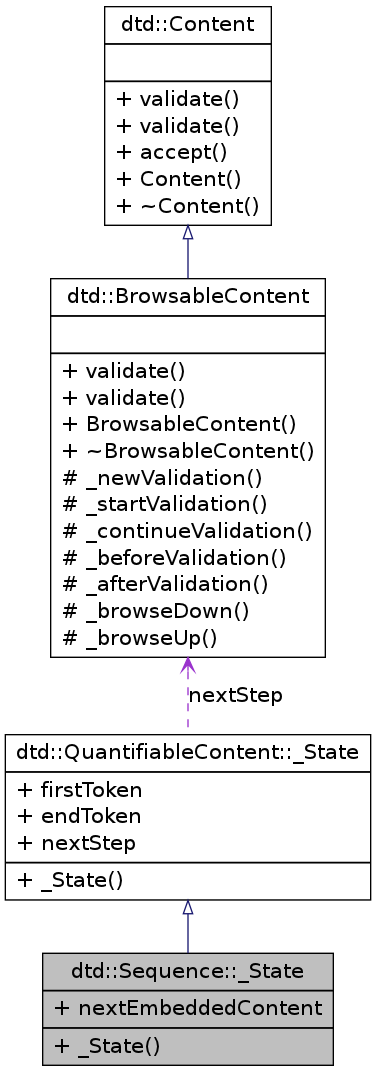 dtd::Content
+ validate()
+ validate()
+ accept()
+ Content()
+ ~Content()
dtd::BrowsableContent
+ validate()
+ validate()
+ BrowsableContent()
+ ~BrowsableContent()
# _newValidation()
# _startValidation()
# _continueValidation()
# _beforeValidation()
# _afterValidation()
# _browseDown()
# _browseUp()
nextStep
dtd::QuantifiableContent::_State
+ firstToken
+ endToken
+ nextStep
+ _State()
dtd::Sequence::_State
+ nextEmbeddedContent
+ _State()